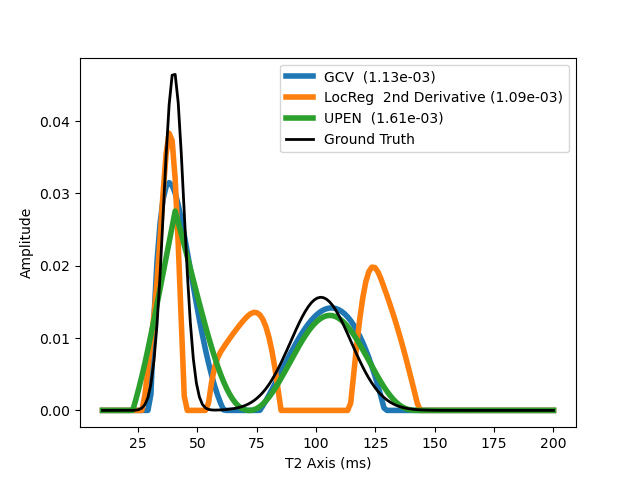 GCV  (1.13e-03)
LocReg  2nd Derivative (1.09e-03)
UPEN  (1.61e-03)
Ground Truth
Amplitude
0.04
0.03
0.02
0.01
0.00
25 50 75 100 125 150 175 200
T2 Axis (ms)